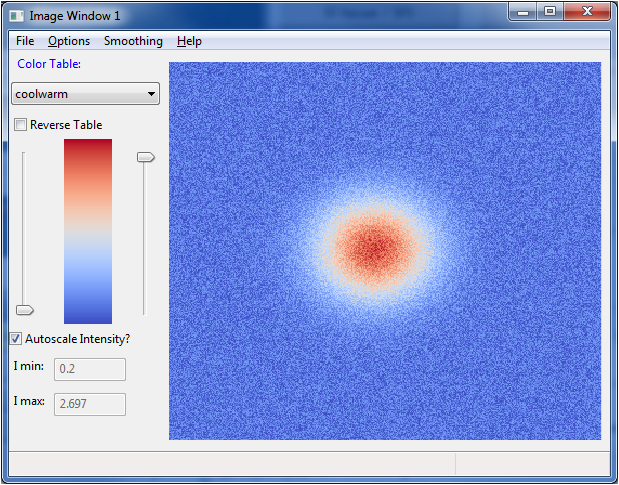 Image Window 1
File Options Smoothing Help
Color Table:
coolwarm
Reverse Table
Autoscale Intensity?
I min: 0.2
I max: 2.697